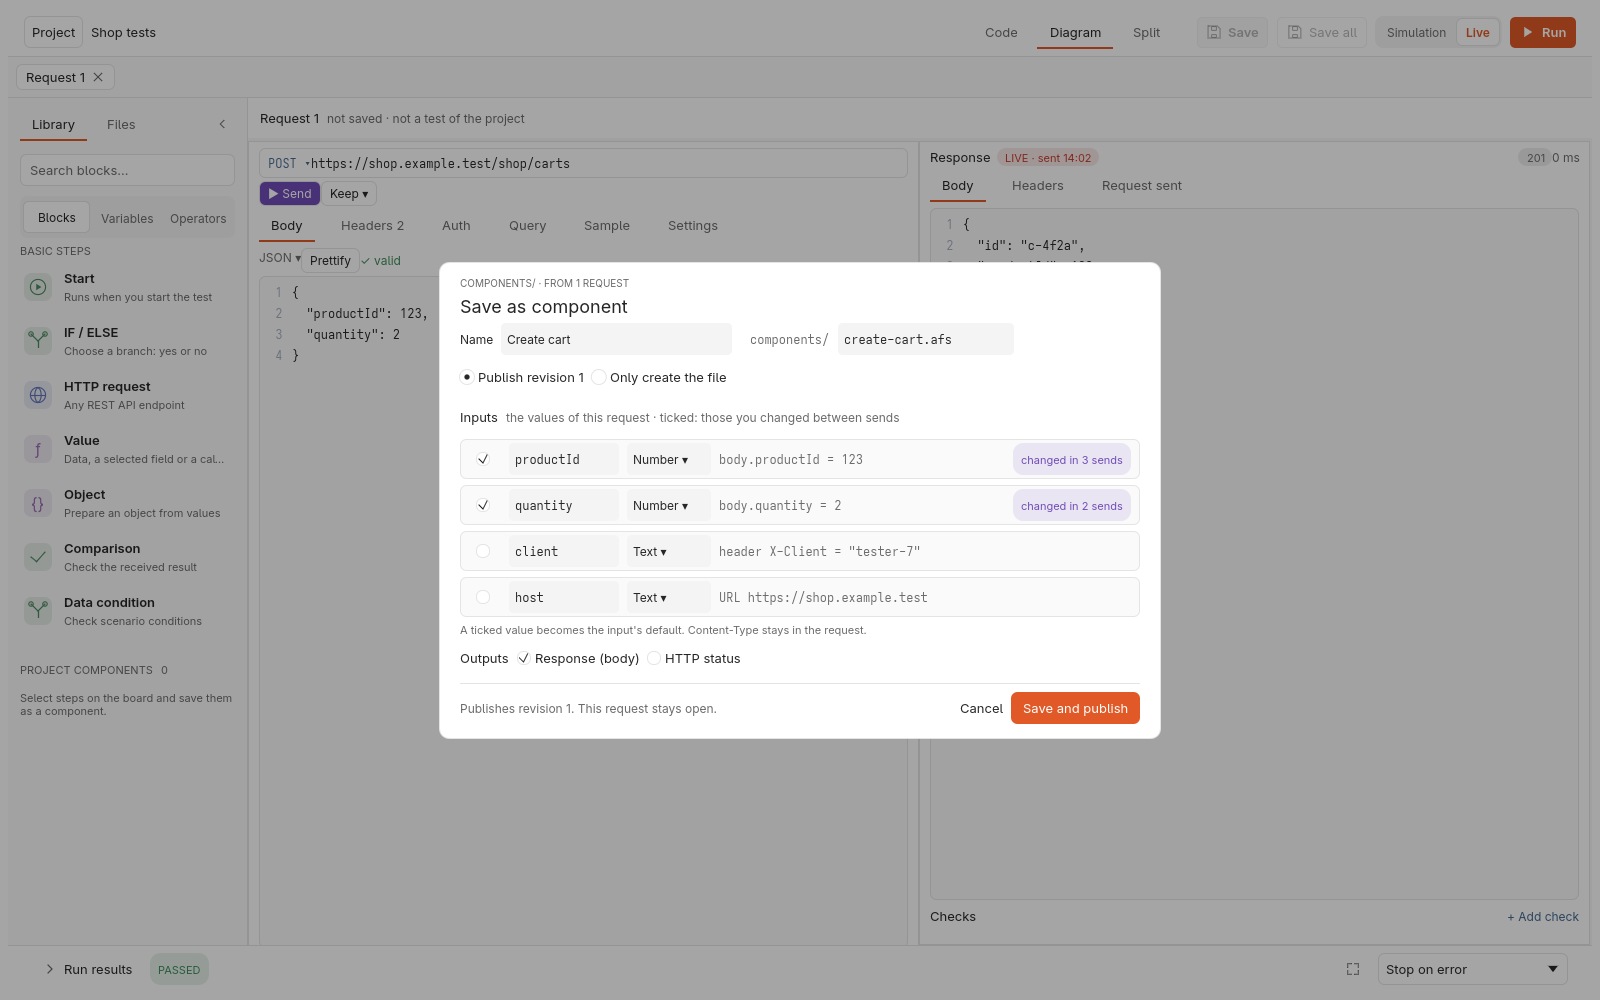 Project Shop tests Code Diagram Split Save Save all Simulation Live Run
Request 1
Library Files
Search blocks...
Blocks Variables Operators
BASIC STEPS
Start
Runs when you start the test
IF / ELSE
Choose a branch: yes or no
HTTP request
Any REST API endpoint
Value
Data, a selected field or a cal...
Object
Prepare an object from values
Comparison
Check the received result
Data condition
Check scenario conditions
PROJECT COMPONENTS 0
Select steps on the board and save them
as a component.
Request 1 not saved · not a test of the project
POST ▾https://shop.example.test/shop/carts
Send Keep ▾
Body Headers 2 Auth Query Sample Settings
JSON ▾ Prettify ✓ valid
1 {
2 "productId": 123,
3 "quantity": 2
4 }
Response LIVE · sent 14:02 201 0 ms
Body Headers Request sent
1 {
2 "id": "c-4f2a",
COMPONENTS/ · FROM 1 REQUEST
Save as component
Name Create cart components/ create-cart.afs
Publish revision 1 Only create the file
Inputs the values of this request · ticked: those you changed between sends
productId Number ▾ body.productId = 123 changed in 3 sends
quantity Number ▾ body.quantity = 2 changed in 2 sends
client Text ▾ header X-Client = "tester-7"
host Text ▾ URL https://shop.example.test
A ticked value becomes the input's default. Content-Type stays in the request.
Outputs Response (body) HTTP status
Publishes revision 1. This request stays open. Cancel Save and publish
Checks + Add check
Run results PASSED Stop on error